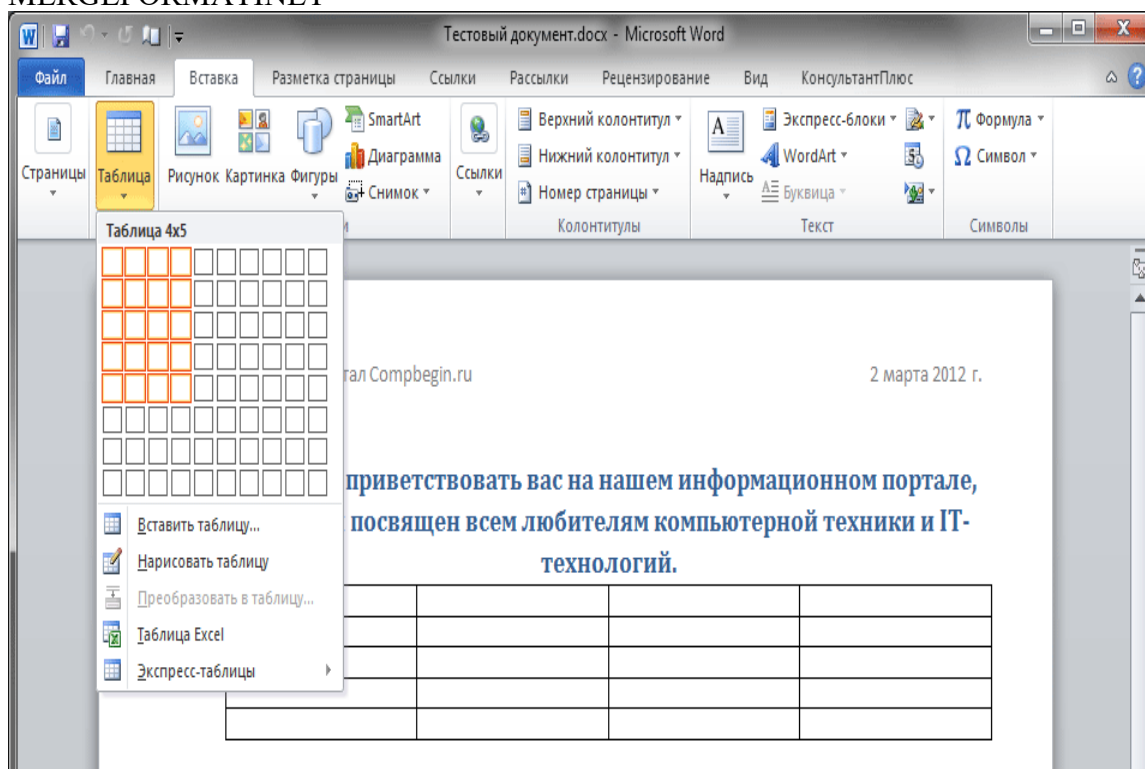 MERGEFORMATINET
Тестовый документ.docx - Microsoft Word
Файл Главная Вставка Разметка страницы Ссылки Рассылки Рецензирование Вид КонсультантПлюс
Страницы
Таблица
Рисунок Картинка Фигуры
SmartArt
Диаграмма
Снимок
Ссылки
Верхний колонтитул
Нижний колонтитул
Номер страницы
Колонтитулы
Надпись
Экспресс-блоки
WordArt
Буквица
Текст
π Формула
Ω Символ
Символы
Таблица 4x5
Вставить таблицу...
Нарисовать таблицу
Преобразовать в таблицу...
Таблица Excel
Экспресс-таблицы
Compbegin.ru 2 марта 2012 г.
приветствовать вас на нашем информационном портале,
посвящен всем любителям компьютерной техники и IT-
технологий.